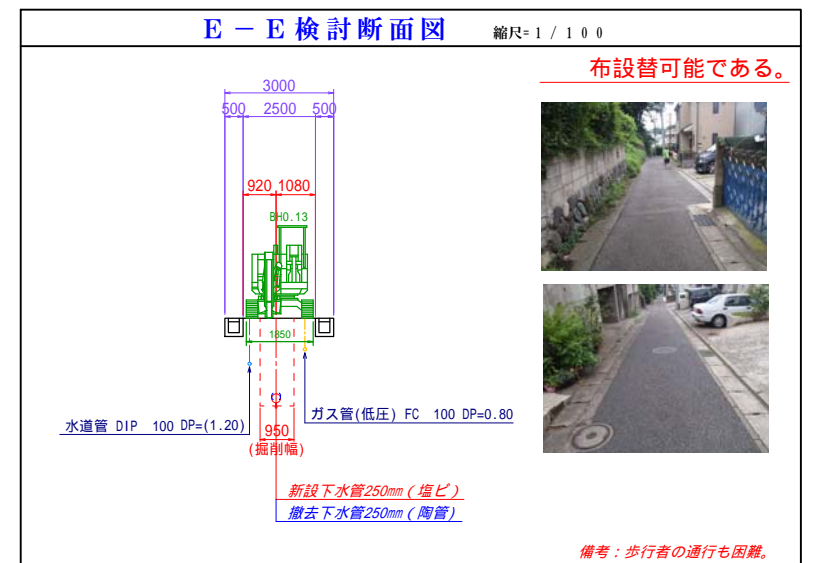 E－E検討断面図 縮尺=1/100
布設替可能である。
3000
500 2500 500
920 1080
BH0.13
1850
水道管 DIP 100 DP=(1.20)
ガス管(低圧) FC 100 DP=0.80
950
(掘削幅)
新設下水管250mm(塩ビ)
撤去下水管250mm(陶管)
備考：歩行者の通行も困難。